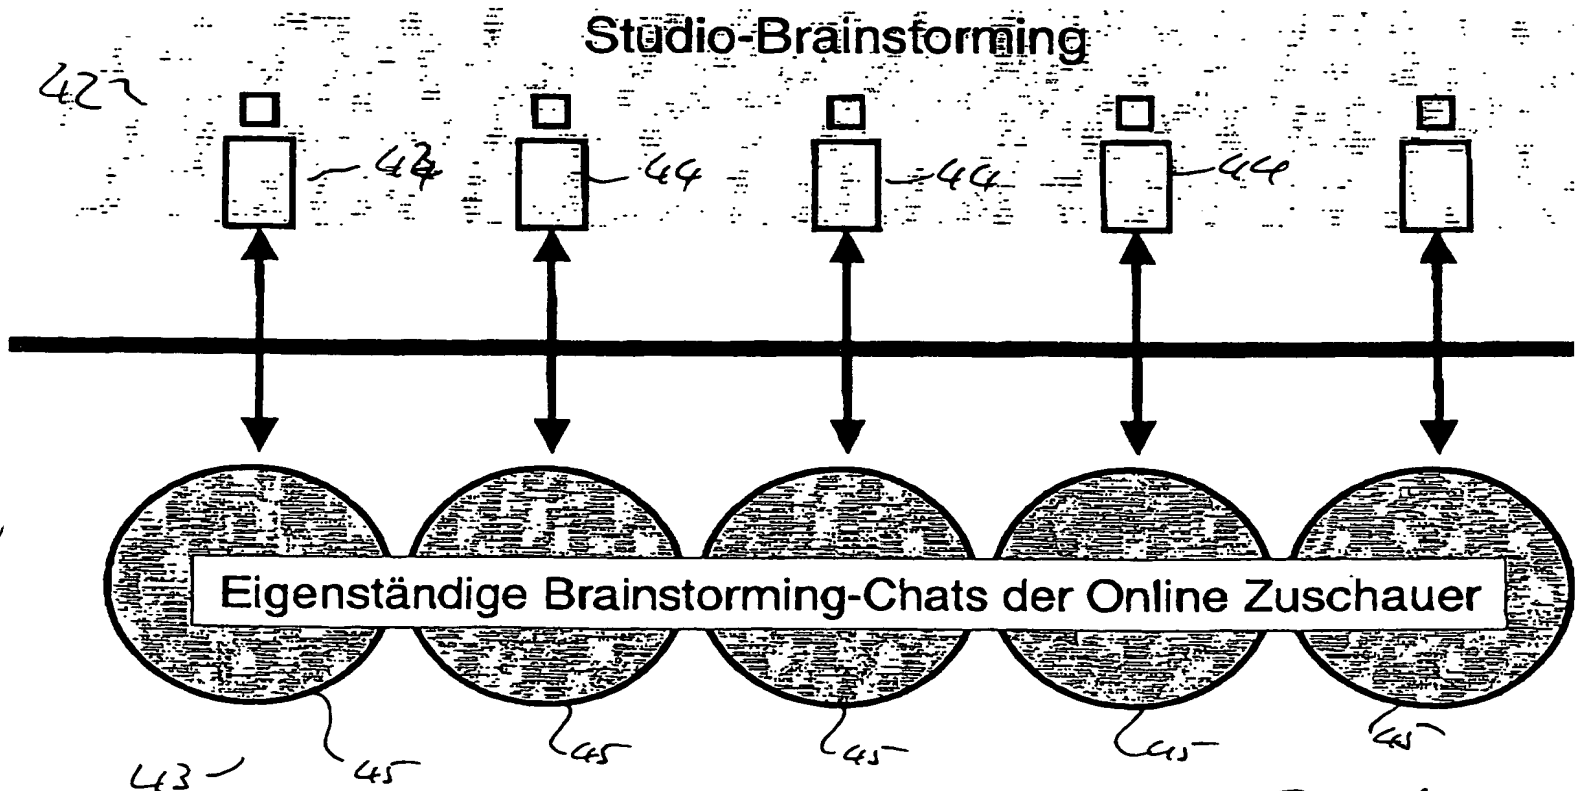 Studio-Brainstorming
42
44 44 44 44
Eigenständige Brainstorming-Chats der Online Zuschauer
45 45 45 45 45
43